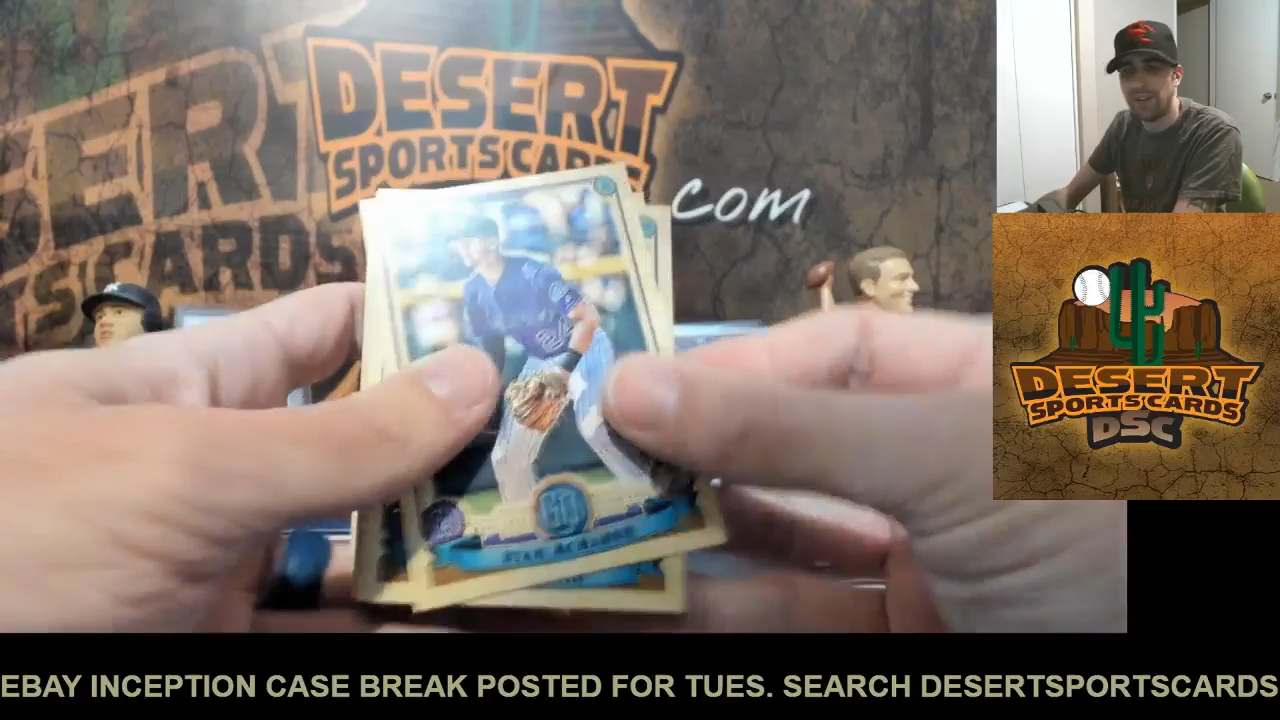 DESERT
SPORTS CARDS
.com
DESERT
SPORTS CARDS
DSC
EBAY INCEPTION CASE BREAK POSTED FOR TUES. SEARCH DESERTSPORTSCARDS